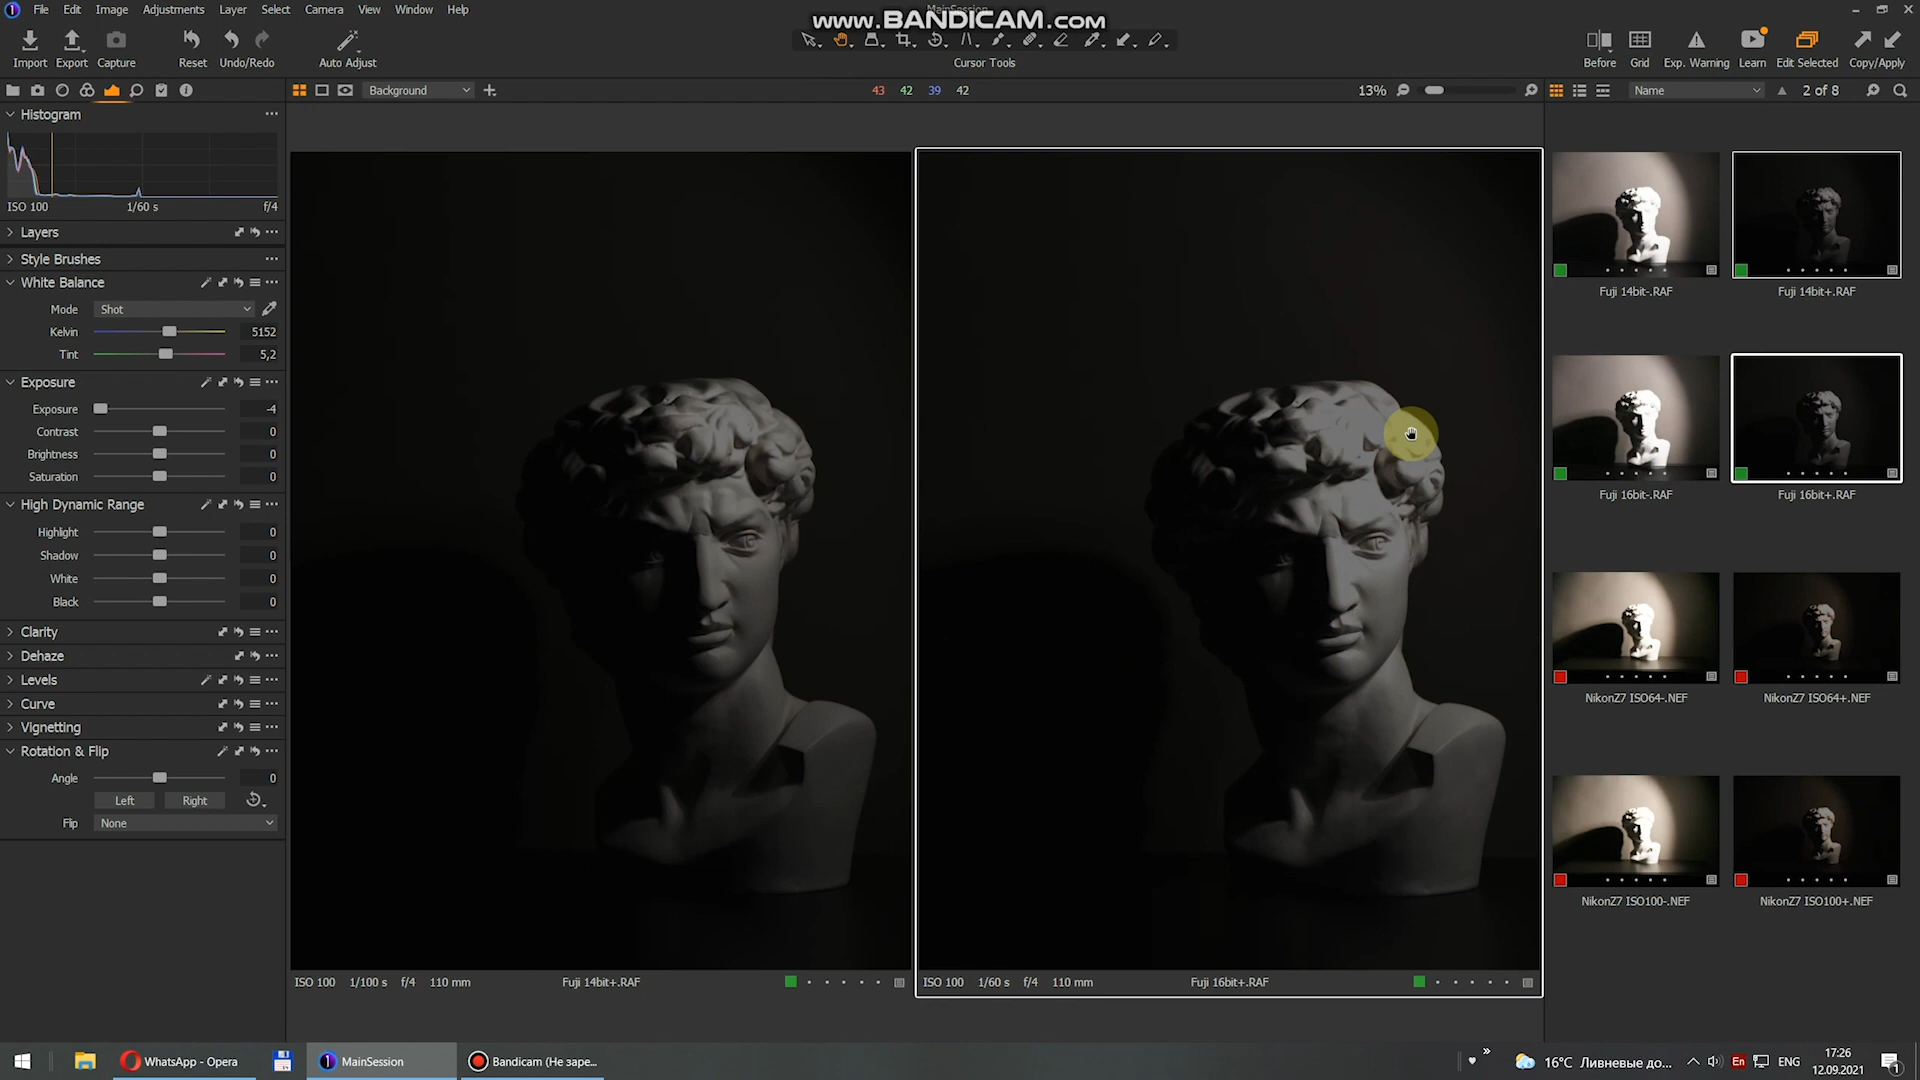 File Edit Image Adjustments Layer Select Camera View Window Help
www.BANDICAM.com
Import Export Capture Reset Undo/Redo Auto Adjust
Cursor Tools
Before Grid Exp. Warning Learn Edit Selected Copy/Apply
Background
43 42 39 42
13%
Name
2 of 8
Histogram
ISO 100 1/60 s f/4
Layers
Style Brushes
White Balance
Mode Shot
Kelvin 5152
Tint 5,2
Exposure
Exposure -4
Contrast 0
Brightness 0
Saturation 0
High Dynamic Range
Highlight 0
Shadow 0
White 0
Black 0
Clarity
Dehaze
Levels
Curve
Vignetting
Rotation & Flip
Angle 0
Left Right
Flip None
ISO 100 1/100 s f/4 110 mm Fuji 14bit+.RAF
ISO 100 1/60 s f/4 110 mm Fuji 16bit+.RAF
Fuji 14bit-.RAF Fuji 14bit+.RAF
Fuji 16bit-.RAF Fuji 16bit+.RAF
NikonZ7 ISO64-.NEF NikonZ7 ISO64+.NEF
NikonZ7 ISO100-.NEF NikonZ7 ISO100+.NEF
WhatsApp - Opera
MainSession
Bandicam (Не заре...
16°C Ливневые до...
En
ENG
17:26
12.09.2021
1